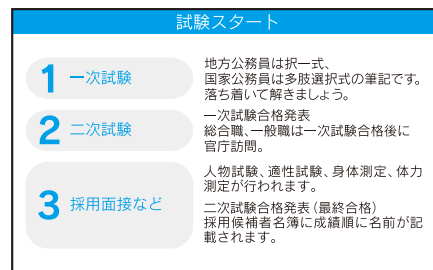 試験スタート
1 一次試験
地方公務員は択一式、
国家公務員は多肢選択式の筆記です。
落ち着いて解きましょう。
2 二次試験
一次試験合格発表
総合職、一般職は一次試験合格後に
官庁訪問。
3 採用面接など
人物試験、適性試験、身体測定、体力
測定が行われます。
二次試験合格発表（最終合格）
採用候補者名簿に成績順に名前が記
載されます。